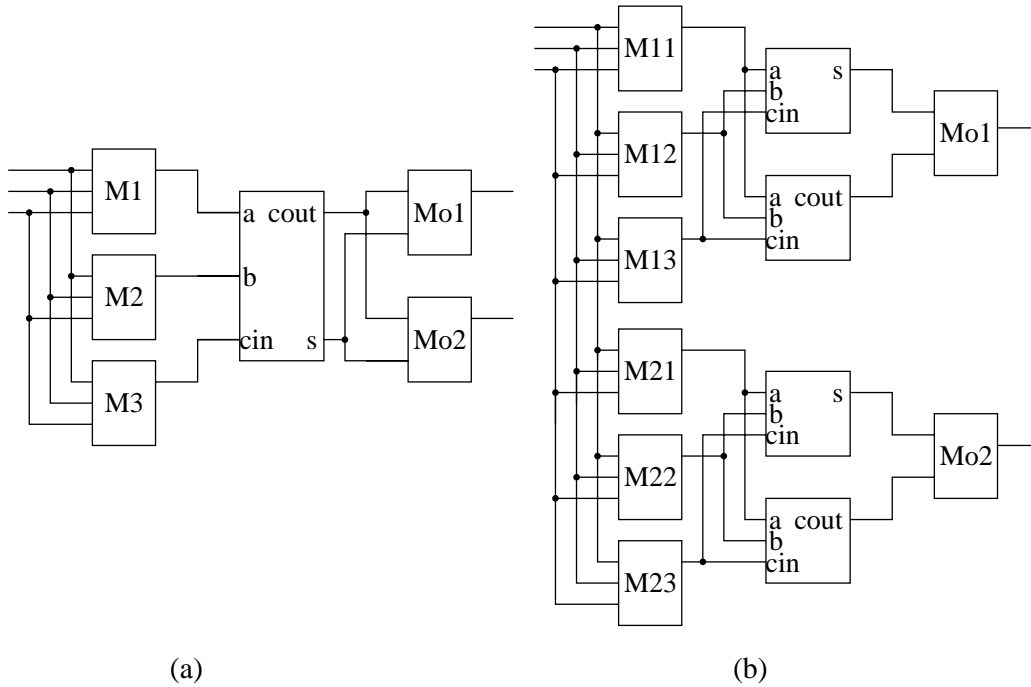 M1
M2
M3
a cout
b
cin s
Mo1
Mo2
(a)
M11
M12
M13
a s
b
cin
a cout
b
cin
Mo1
M21
M22
M23
a s
b
cin
a cout
b
cin
Mo2
(b)